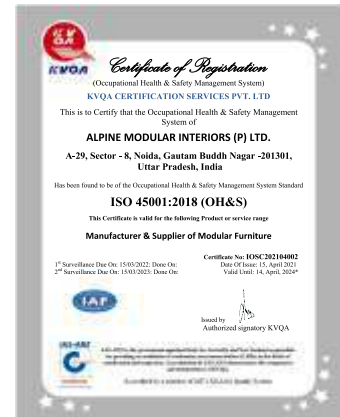 KVQA
KVQA
Certificate of Registration
(Occupational Health & Safety Management System)
KVQA CERTIFICATION SERVICES PVT. LTD
This is to Certify that the Occupational Health & Safety Management
System of
ALPINE MODULAR INTERIORS (P) LTD.
A-29, Sector - 8, Noida, Gautam Buddh Nagar -201301,
Uttar Pradesh, India
Has been found to be of the Occupational Health & Safety Management System Standard
ISO 45001:2018 (OH&S)
This Certificate is valid for the following Product or service range
Manufacturer & Supplier of Modular Furniture
Certificate No: IOSC202104002
1st Surveillance Due On: 15/03/2022: Done On:
Date Of Issue: 15, April 2021
2nd Surveillance Due On: 15/03/2023: Done On:
Valid Until: 14, April, 2024*
IAF
Issued by
Authorized signatory KVQA